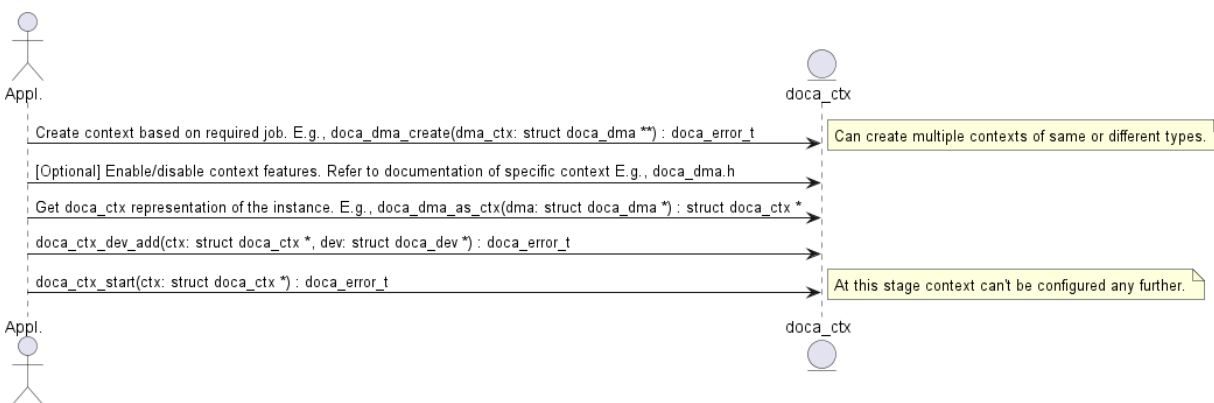 Appl.
doca_ctx
Create context based on required job. E.g., doca_dma_create(dma_ctx: struct doca_dma **) : doca_error_t
Can create multiple contexts of same or different types.
[Optional] Enable/disable context features. Refer to documentation of specific context E.g., doca_dma.h
Get doca_ctx representation of the instance. E.g., doca_dma_as_ctx(dma: struct doca_dma *) : struct doca_ctx *
doca_ctx_dev_add(ctx: struct doca_ctx *, dev: struct doca_dev *) : doca_error_t
doca_ctx_start(ctx: struct doca_ctx *) : doca_error_t
At this stage context can't be configured any further.
Appl.
doca_ctx